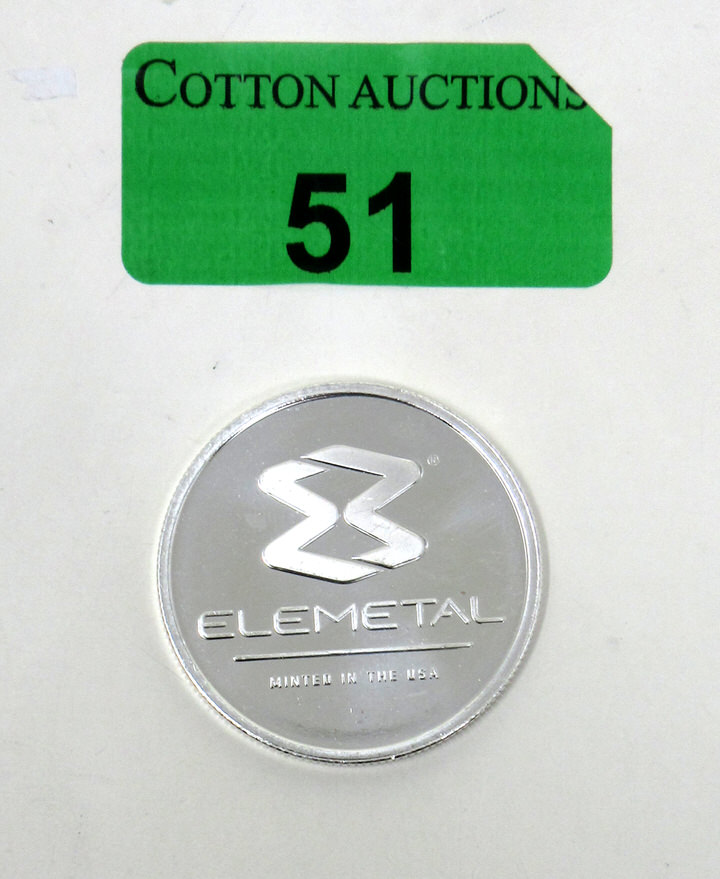 COTTON AUCTIONS
51
®
ELEMETAL
MINTED IN THE USA